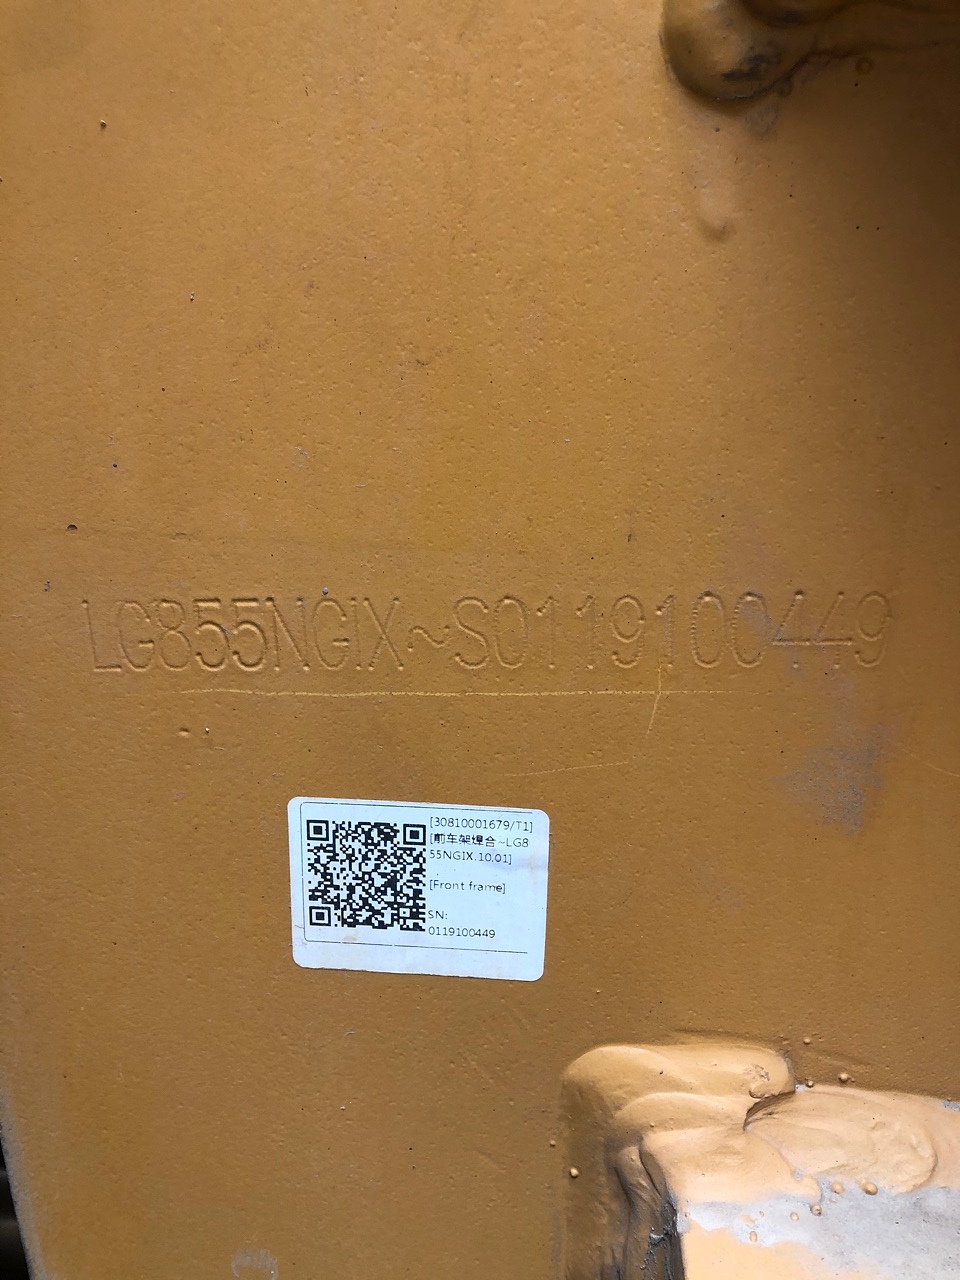 LG855NGIX~S0119100449
[30810001679/T1]
[前车架焊合~LG8
55NGIX.10.01]
[Front frame]
SN:
0119100449